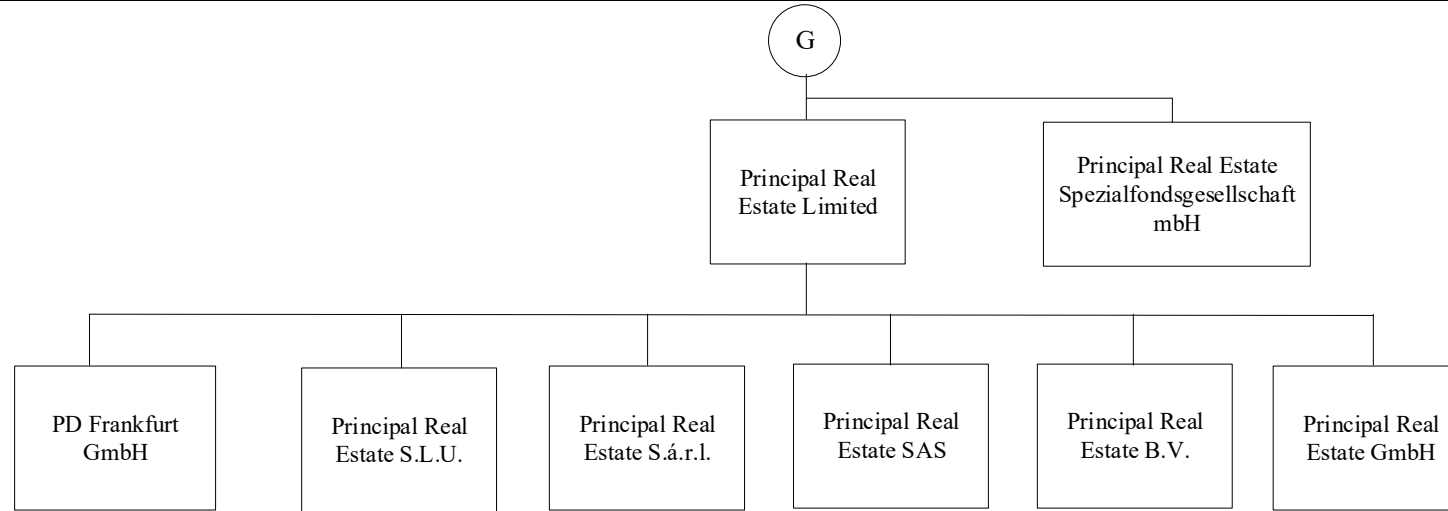 G
Principal Real
Estate Limited
Principal Real Estate
Spezialfondsgesellschaft
mbH
PD Frankfurt
GmbH
Principal Real
Estate S.L.U.
Principal Real
Estate S.á.r.l.
Principal Real
Estate SAS
Principal Real
Estate B.V.
Principal Real
Estate GmbH